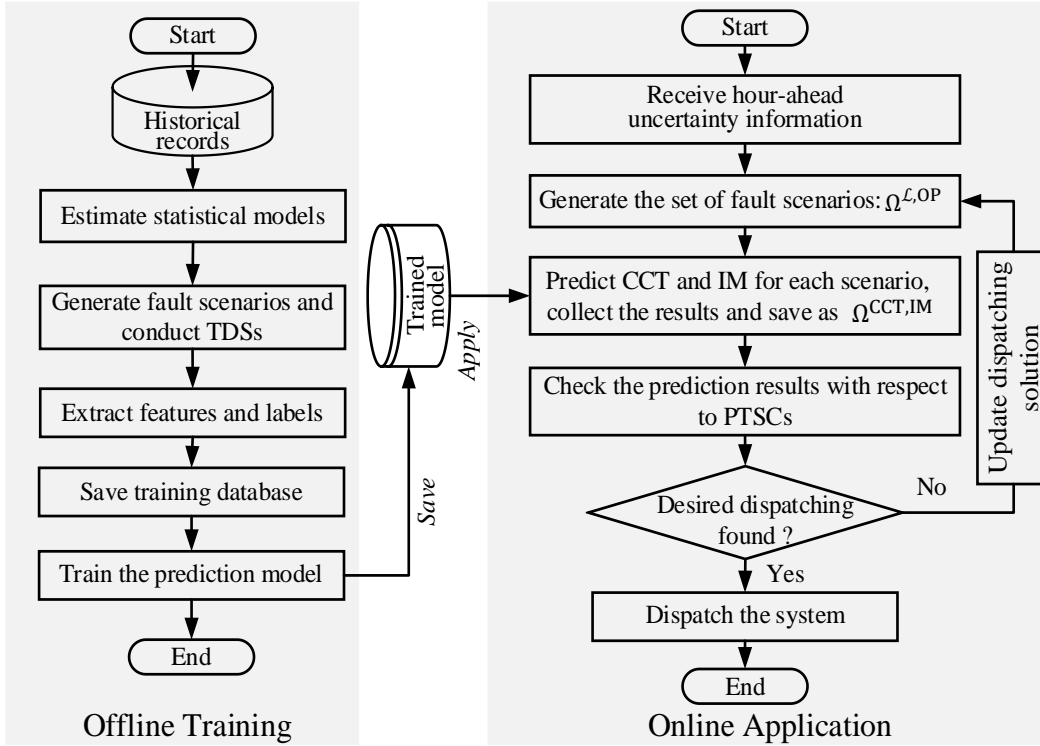 Start
Historical
records
Estimate statistical models
Generate fault scenarios and
conduct TDSs
Extract features and labels
Save training database
Train the prediction model
End
Offline Training
Save
Trained
model
Apply
Start
Receive hour-ahead
uncertainty information
Generate the set of fault scenarios: Ω^ℒ,OP
Predict CCT and IM for each scenario,
collect the results and save as Ω^CCT,IM
Check the prediction results with respect
to PTSCs
Desired dispatching
found ?
No
Update dispatching
solution
Yes
Dispatch the system
End
Online Application